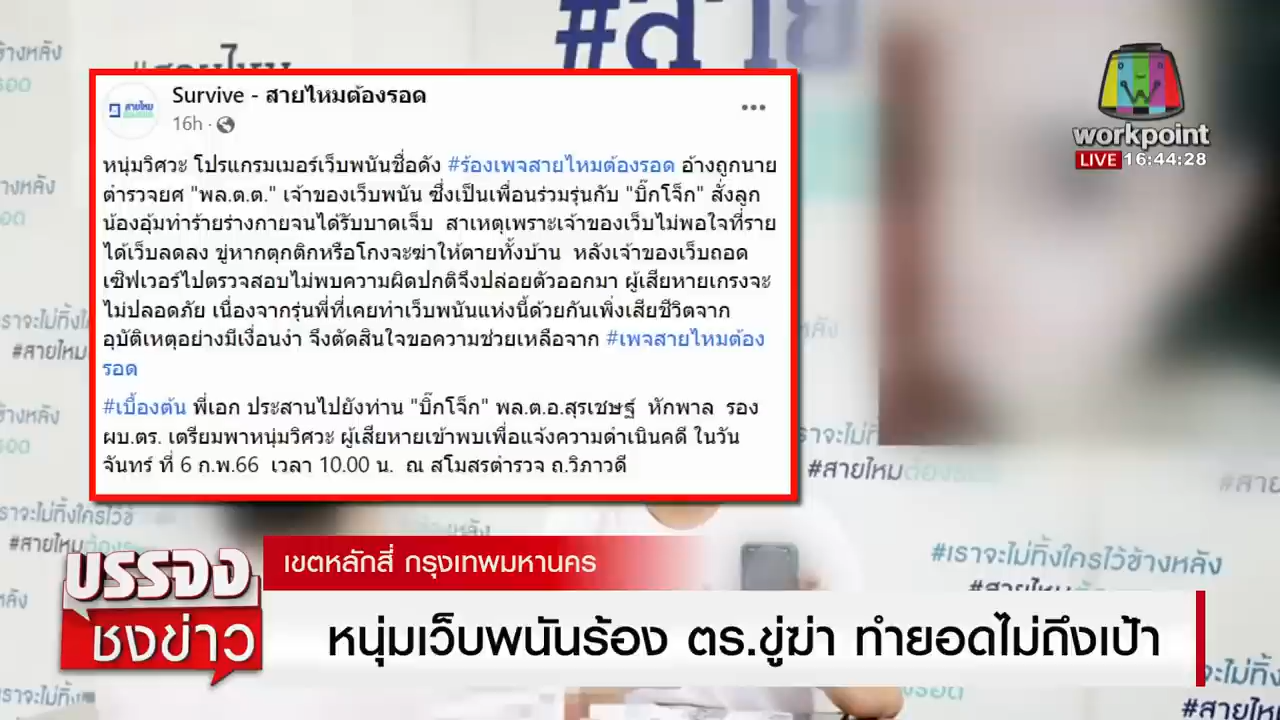 #สาย
workpoint
LIVE 16:44:28
Survive - สายไหมต้องรอด
16h
หนุ่มวิศวะ โปรแกรมเมอร์เว็บพนันชื่อดัง #ร้องเพจสายไหมต้องรอด อ้างถูกนาย
ตำรวจยศ "พล.ต.ต." เจ้าของเว็บพนัน ซึ่งเป็นเพื่อนร่วมรุ่นกับ "บิ๊กโจ็ก" สั่งลูก
น้องอุ้มทำร้ายร่างกายจนได้รับบาดเจ็บ สาเหตุเพราะเจ้าของเว็บไม่พอใจที่ราย
ได้เว็บลดลง ขู่หากตุกติกหรือโกงจะฆ่าให้ตายทั้งบ้าน หลังเจ้าของเว็บถอด
เซิฟเวอร์ไปตรวจสอบไม่พบความผิดปกติจึงปล่อยตัวออกมา ผู้เสียหายเกรงจะ
ไม่ปลอดภัย เนื่องจากรุ่นพี่ที่เคยทำเว็บพนันแห่งนี้ด้วยกันเพิ่งเสียชีวิตจาก
อุบัติเหตุอย่างมีเงื่อนงำ จึงตัดสินใจขอความช่วยเหลือจาก #เพจสายไหมต้อง
รอด
#เบื้องต้น พี่เอก ประสานไปยังท่าน "บิ๊กโจ็ก" พล.ต.อ.สุรเชษฐ์ หักพาล รอง
ผบ.ตร. เตรียมพาหนุ่มวิศวะ ผู้เสียหายเข้าพบเพื่อแจ้งความดำเนินคดี ในวัน
จันทร์ ที่ 6 ก.พ.66 เวลา 10.00 น. ณ สโมสรตำรวจ ถ.วิภาวดี
#สายไหมต้องรอด
#เราจะไม่ทิ้งใครไว้ข้างหลัง
บรรจง
ชงข่าว
เขตหลักสี่ กรุงเทพมหานคร
หนุ่มเว็บพนันร้อง ตร.ขู่ฆ่า ทำยอดไม่ถึงเป้า